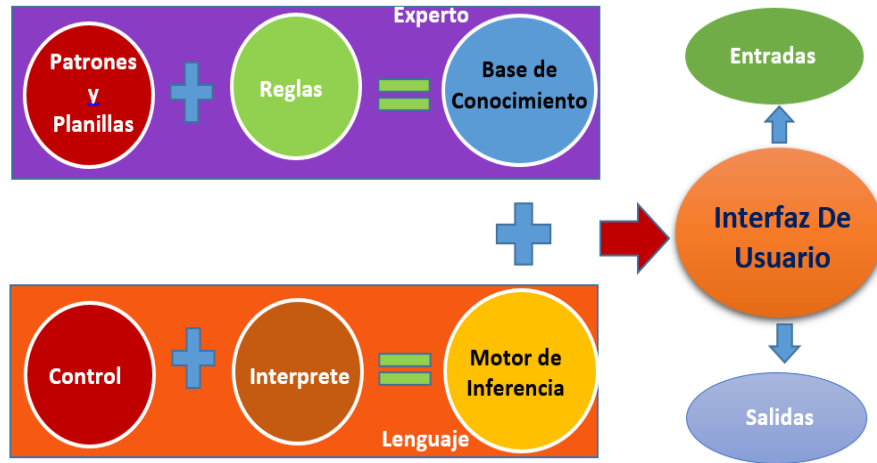 Experto
Patrones
y
Planillas
Reglas
Base de
Conocimiento
Control
Interprete
Motor de
Inferencia
Lenguaje
Entradas
Interfaz De
Usuario
Salidas